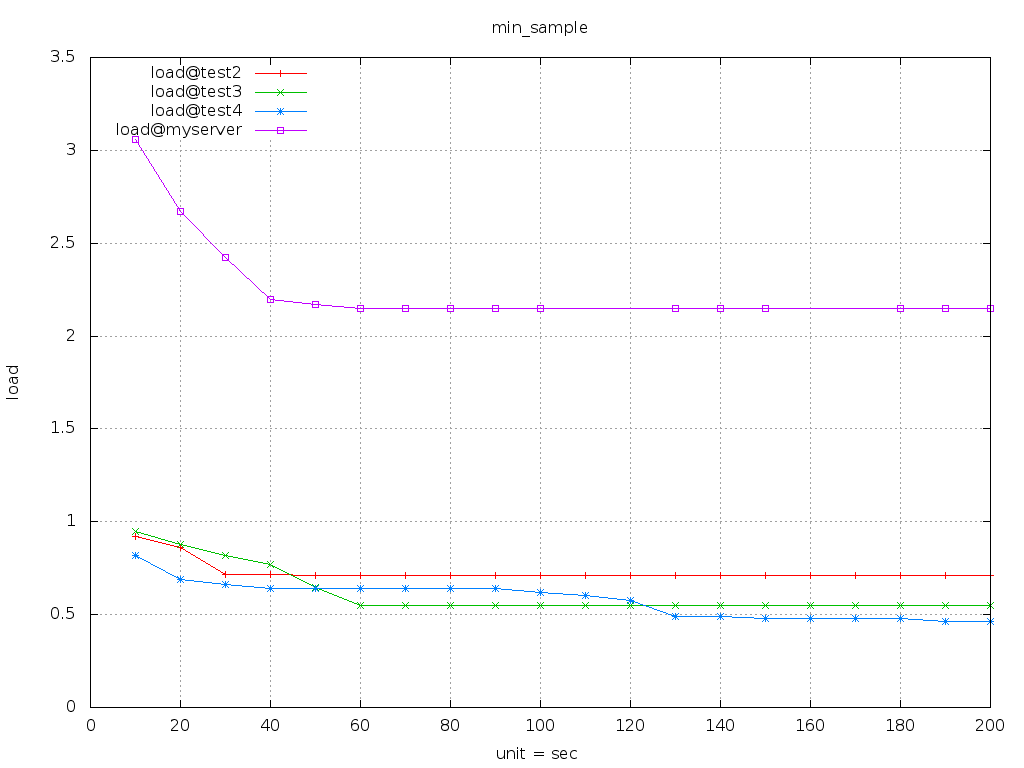 min_sample
3.5
3
2.5
2
1.5
1
0.5
0
load
load@test2
load@test3
load@test4
load@myserver
0 20 40 60 80 100 120 140 160 180 200
unit = sec